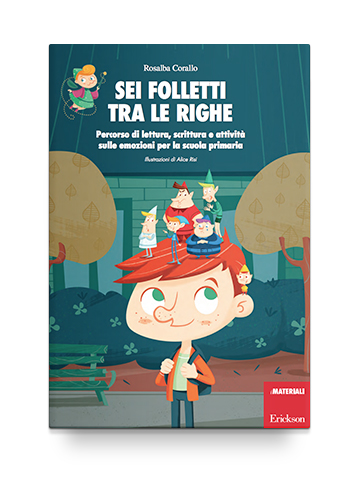 Rosalba Corallo
SEI FOLLETTI
TRA LE RIGHE
Percorso di lettura, scrittura e attività
sulle emozioni per la scuola primaria
Illustrazioni di Alice Risi
i MATERIALI
Erickson